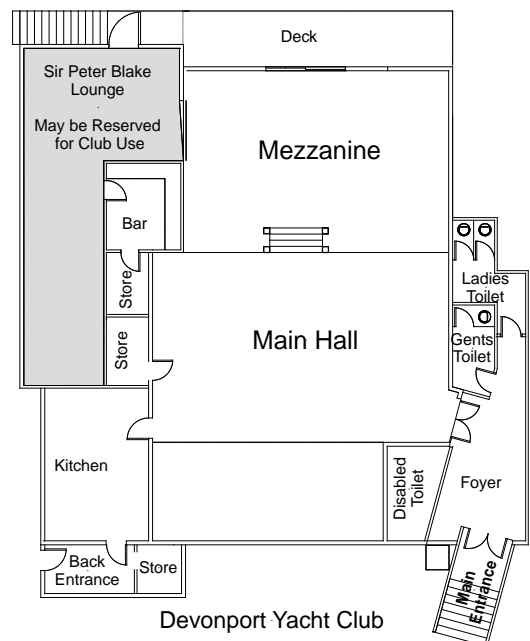 Deck
Sir Peter Blake
Lounge
May be Reserved
for Club Use
Mezzanine
Bar
Store
Ladies
Toilet
Store
Main Hall
Gents
Toilet
Kitchen
Disabled
Toilet
Foyer
Back
Entrance
Store
Main
Entrance
Devonport Yacht Club